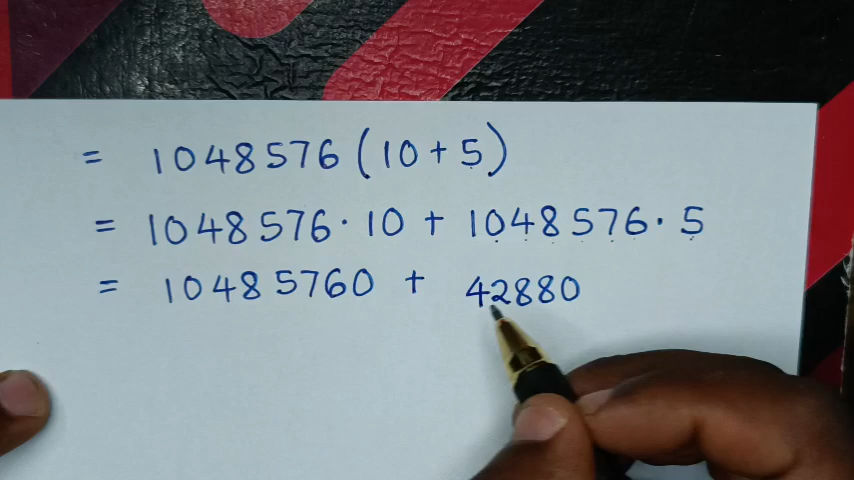 = 1048576 (10 + 5)
= 1048576 · 10 + 1048576 · 5
= 10485760 + 42880